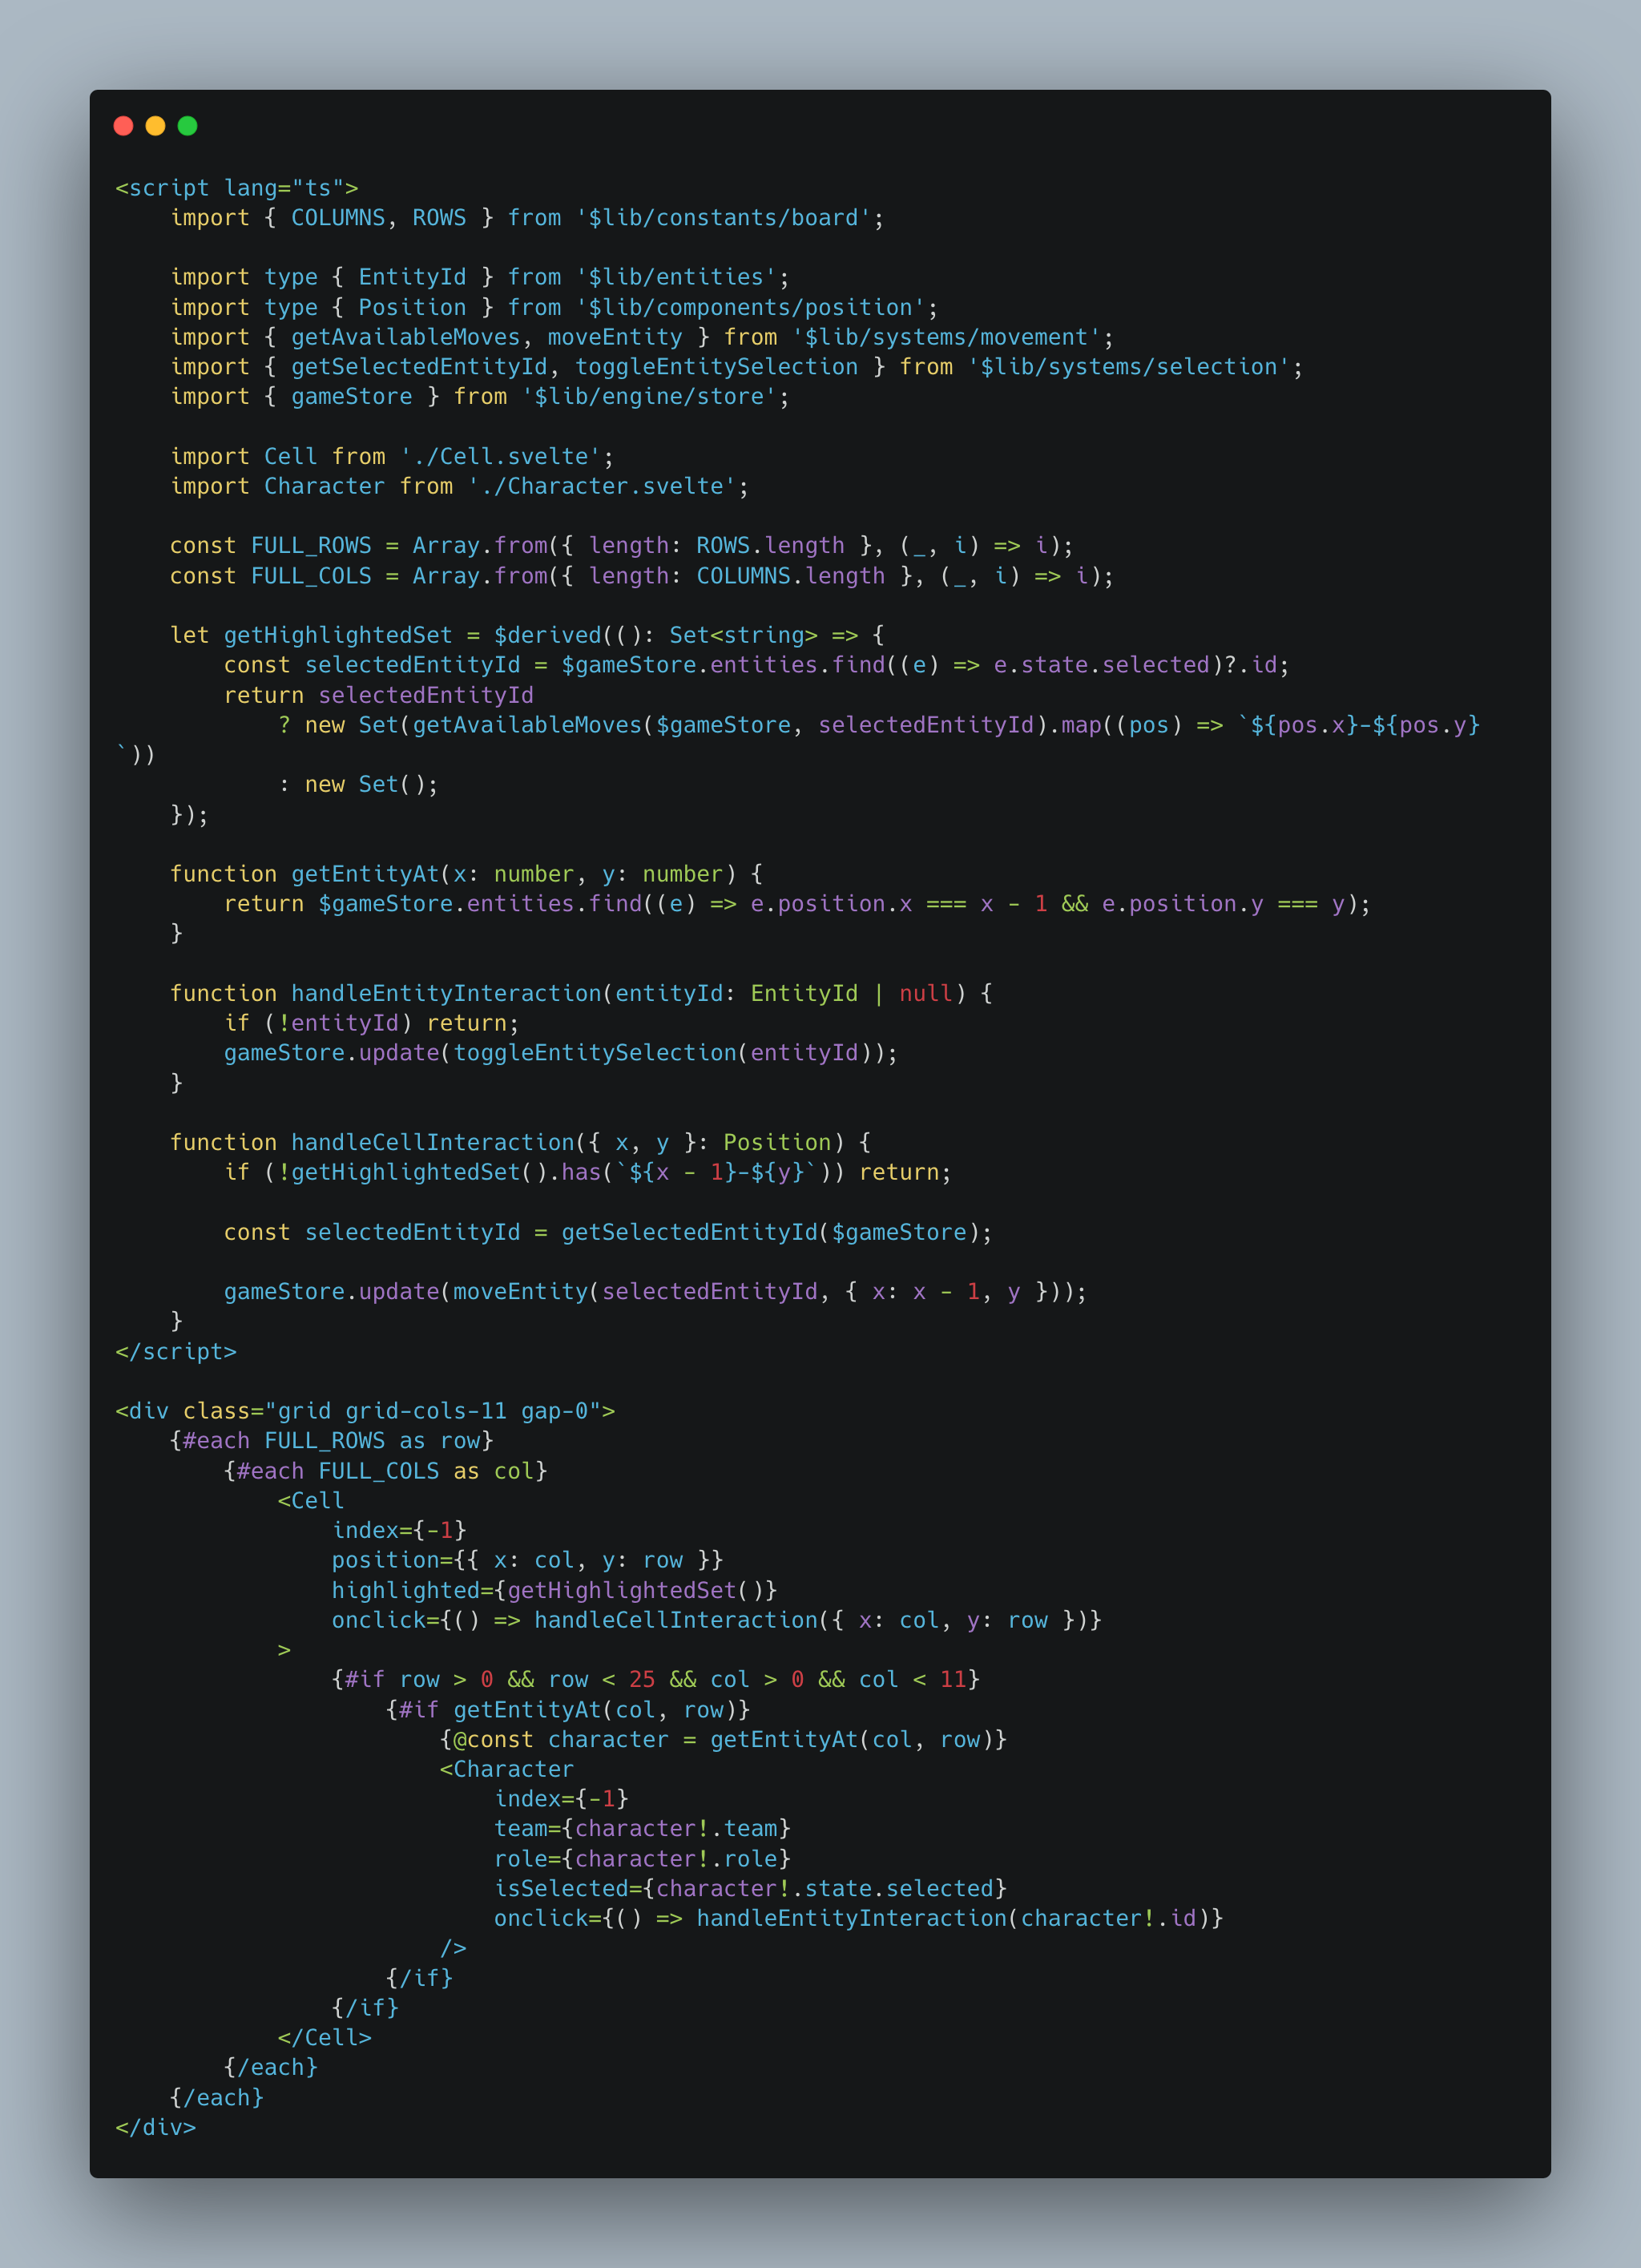 <script lang="ts">
    import { COLUMNS, ROWS } from '$lib/constants/board';

    import type { EntityId } from '$lib/entities';
    import type { Position } from '$lib/components/position';
    import { getAvailableMoves, moveEntity } from '$lib/systems/movement';
    import { getSelectedEntityId, toggleEntitySelection } from '$lib/systems/selection';
    import { gameStore } from '$lib/engine/store';

    import Cell from './Cell.svelte';
    import Character from './Character.svelte';

    const FULL_ROWS = Array.from({ length: ROWS.length }, (_, i) => i);
    const FULL_COLS = Array.from({ length: COLUMNS.length }, (_, i) => i);

    let getHighlightedSet = $derived((): Set<string> => {
        const selectedEntityId = $gameStore.entities.find((e) => e.state.selected)?.id;
        return selectedEntityId
            ? new Set(getAvailableMoves($gameStore, selectedEntityId).map((pos) => `${pos.x}-${pos.y}
`))
            : new Set();
    });

    function getEntityAt(x: number, y: number) {
        return $gameStore.entities.find((e) => e.position.x === x - 1 && e.position.y === y);
    }

    function handleEntityInteraction(entityId: EntityId | null) {
        if (!entityId) return;
        gameStore.update(toggleEntitySelection(entityId));
    }

    function handleCellInteraction({ x, y }: Position) {
        if (!getHighlightedSet().has(`${x - 1}-${y}`)) return;

        const selectedEntityId = getSelectedEntityId($gameStore);

        gameStore.update(moveEntity(selectedEntityId, { x: x - 1, y }));
    }
</script>

<div class="grid grid-cols-11 gap-0">
    {#each FULL_ROWS as row}
        {#each FULL_COLS as col}
            <Cell
                index={-1}
                position={{ x: col, y: row }}
                highlighted={getHighlightedSet()}
                onclick={() => handleCellInteraction({ x: col, y: row })}
            >
                {#if row > 0 && row < 25 && col > 0 && col < 11}
                    {#if getEntityAt(col, row)}
                        {@const character = getEntityAt(col, row)}
                        <Character
                            index={-1}
                            team={character!.team}
                            role={character!.role}
                            isSelected={character!.state.selected}
                            onclick={() => handleEntityInteraction(character!.id)}
                        />
                    {/if}
                {/if}
            </Cell>
        {/each}
    {/each}
</div>